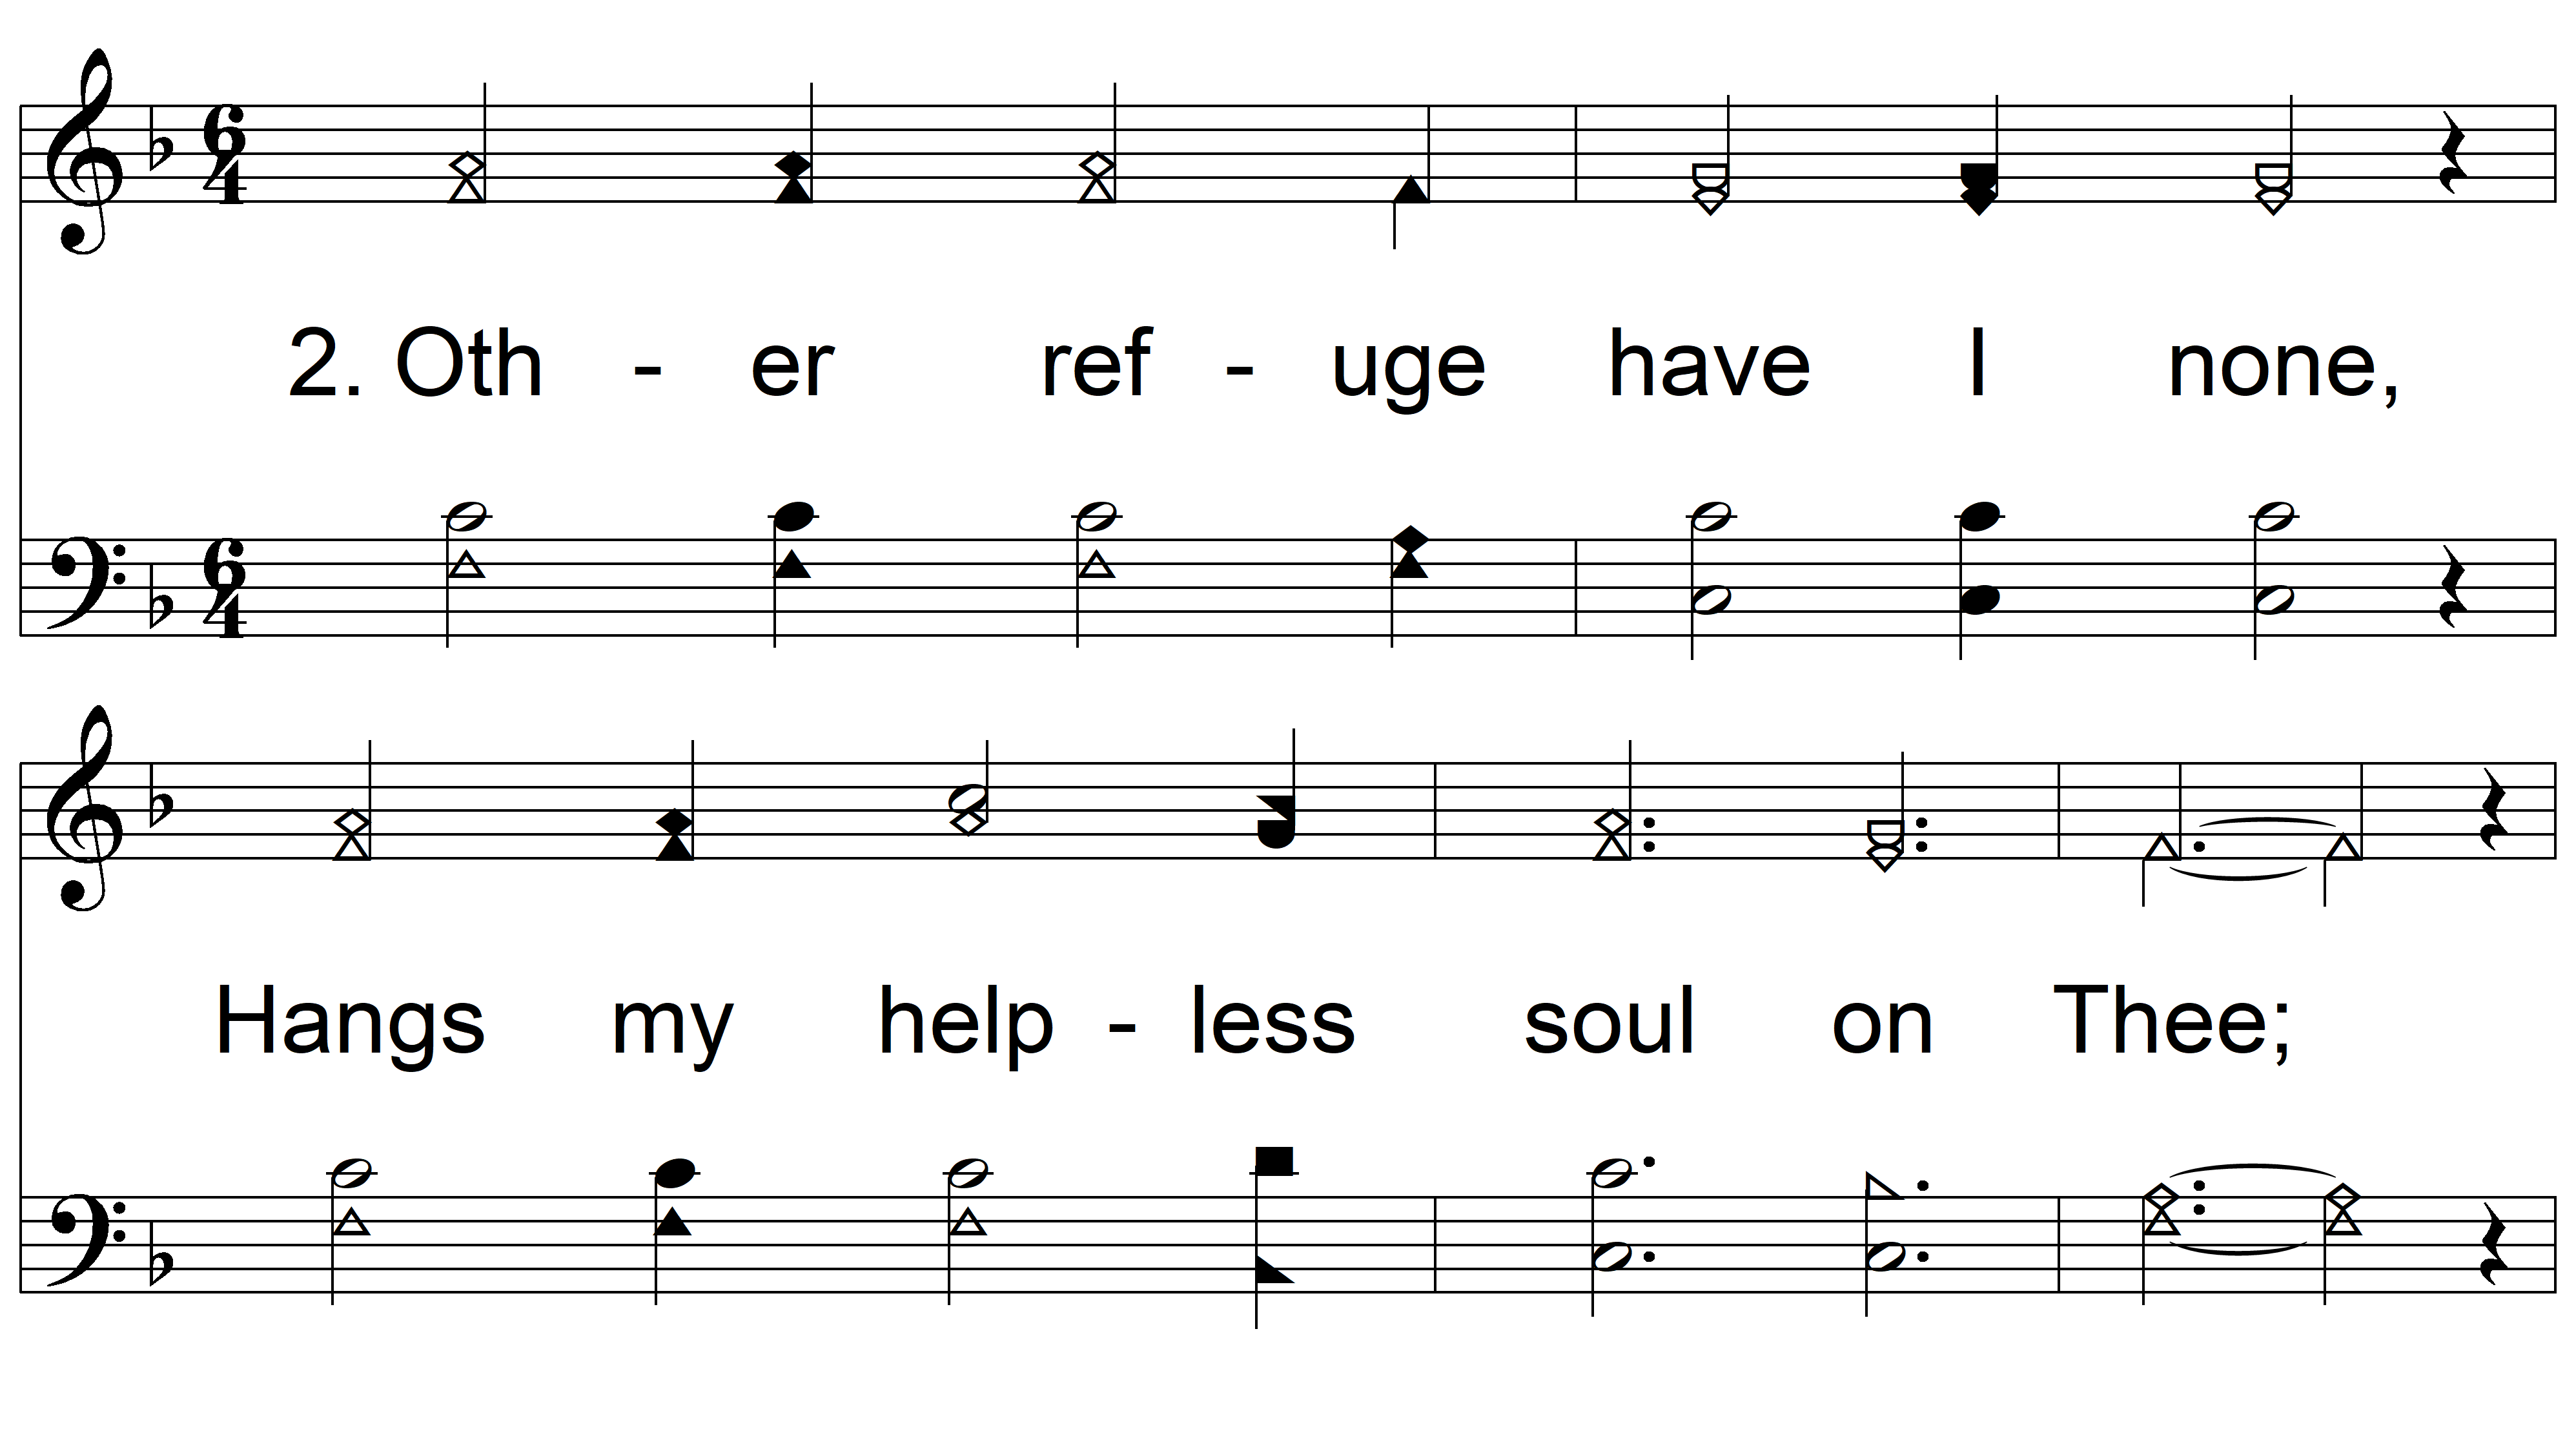 2. Oth - er ref - uge have I none,
Hangs my help - less soul on Thee;